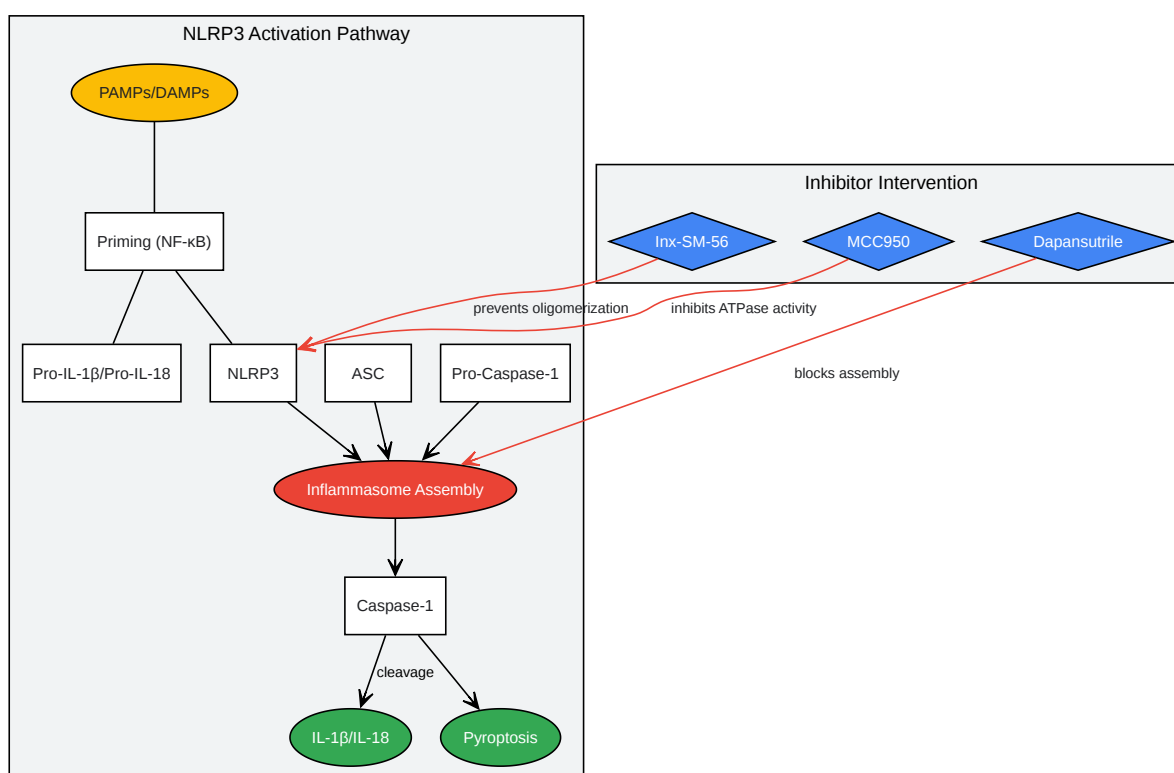 NLRP3 Activation Pathway
PAMPs/DAMPs
Inhibitor Intervention
Priming (NF-κB)
Inx-SM-56
MCC950
Dapansutrile
prevents oligomerization
inhibits ATPase activity
Pro-IL-1β/Pro-IL-18
NLRP3
ASC
Pro-Caspase-1
blocks assembly
Inflammasome Assembly
Caspase-1
cleavage
IL-1β/IL-18
Pyroptosis